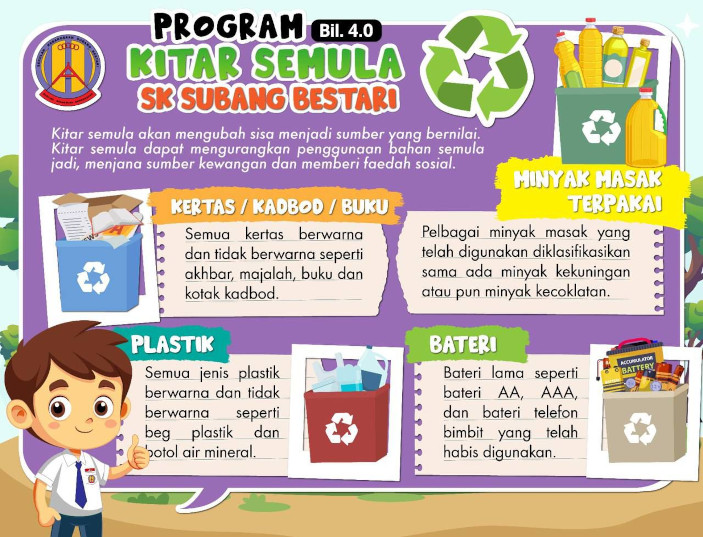 PROGRAM Bil. 4.0
KITAR SEMULA
SK SUBANG BESTARI
Kitar semula akan mengubah sisa menjadi sumber yang bernilai.
Kitar semula dapat mengurangkan penggunaan bahan semula
jadi, menjana sumber kewangan dan memberi faedah sosial.
KERTAS / KADBOD / BUKU
Semua kertas berwarna
dan tidak berwarna seperti
akhbar, majalah, buku dan
kotak kadbod.
MINYAK MASAK
TERPAKAI
Pelbagai minyak masak yang
telah digunakan diklasifikasikan
sama ada minyak kekuningan
atau pun minyak kecoklatan.
PLASTIK
Semua jenis plastik
berwarna dan tidak
berwarna seperti
beg plastik dan
botol air mineral.
BATERI
Bateri lama seperti
bateri AA, AAA,
dan bateri telefon
bimbit yang telah
habis digunakan.
ACCUMULATOR
BATTERY